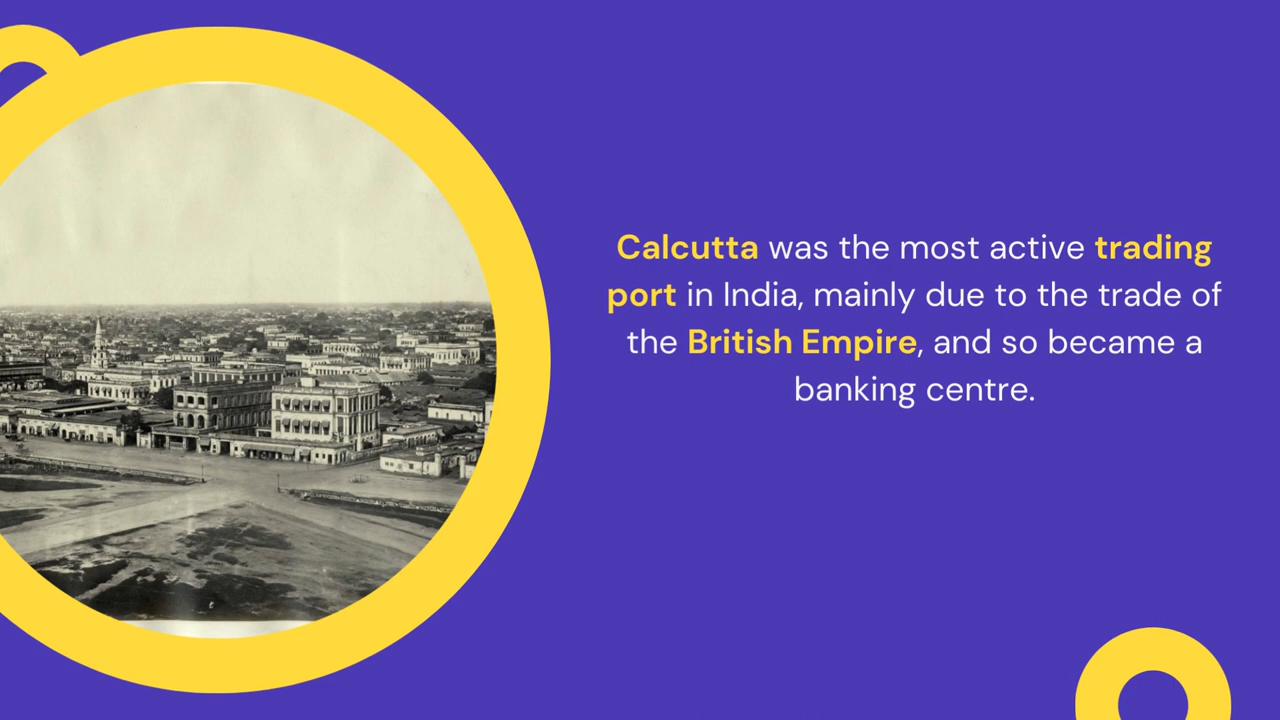 Calcutta was the most active trading
port in India, mainly due to the trade of
the British Empire, and so became a
banking centre.